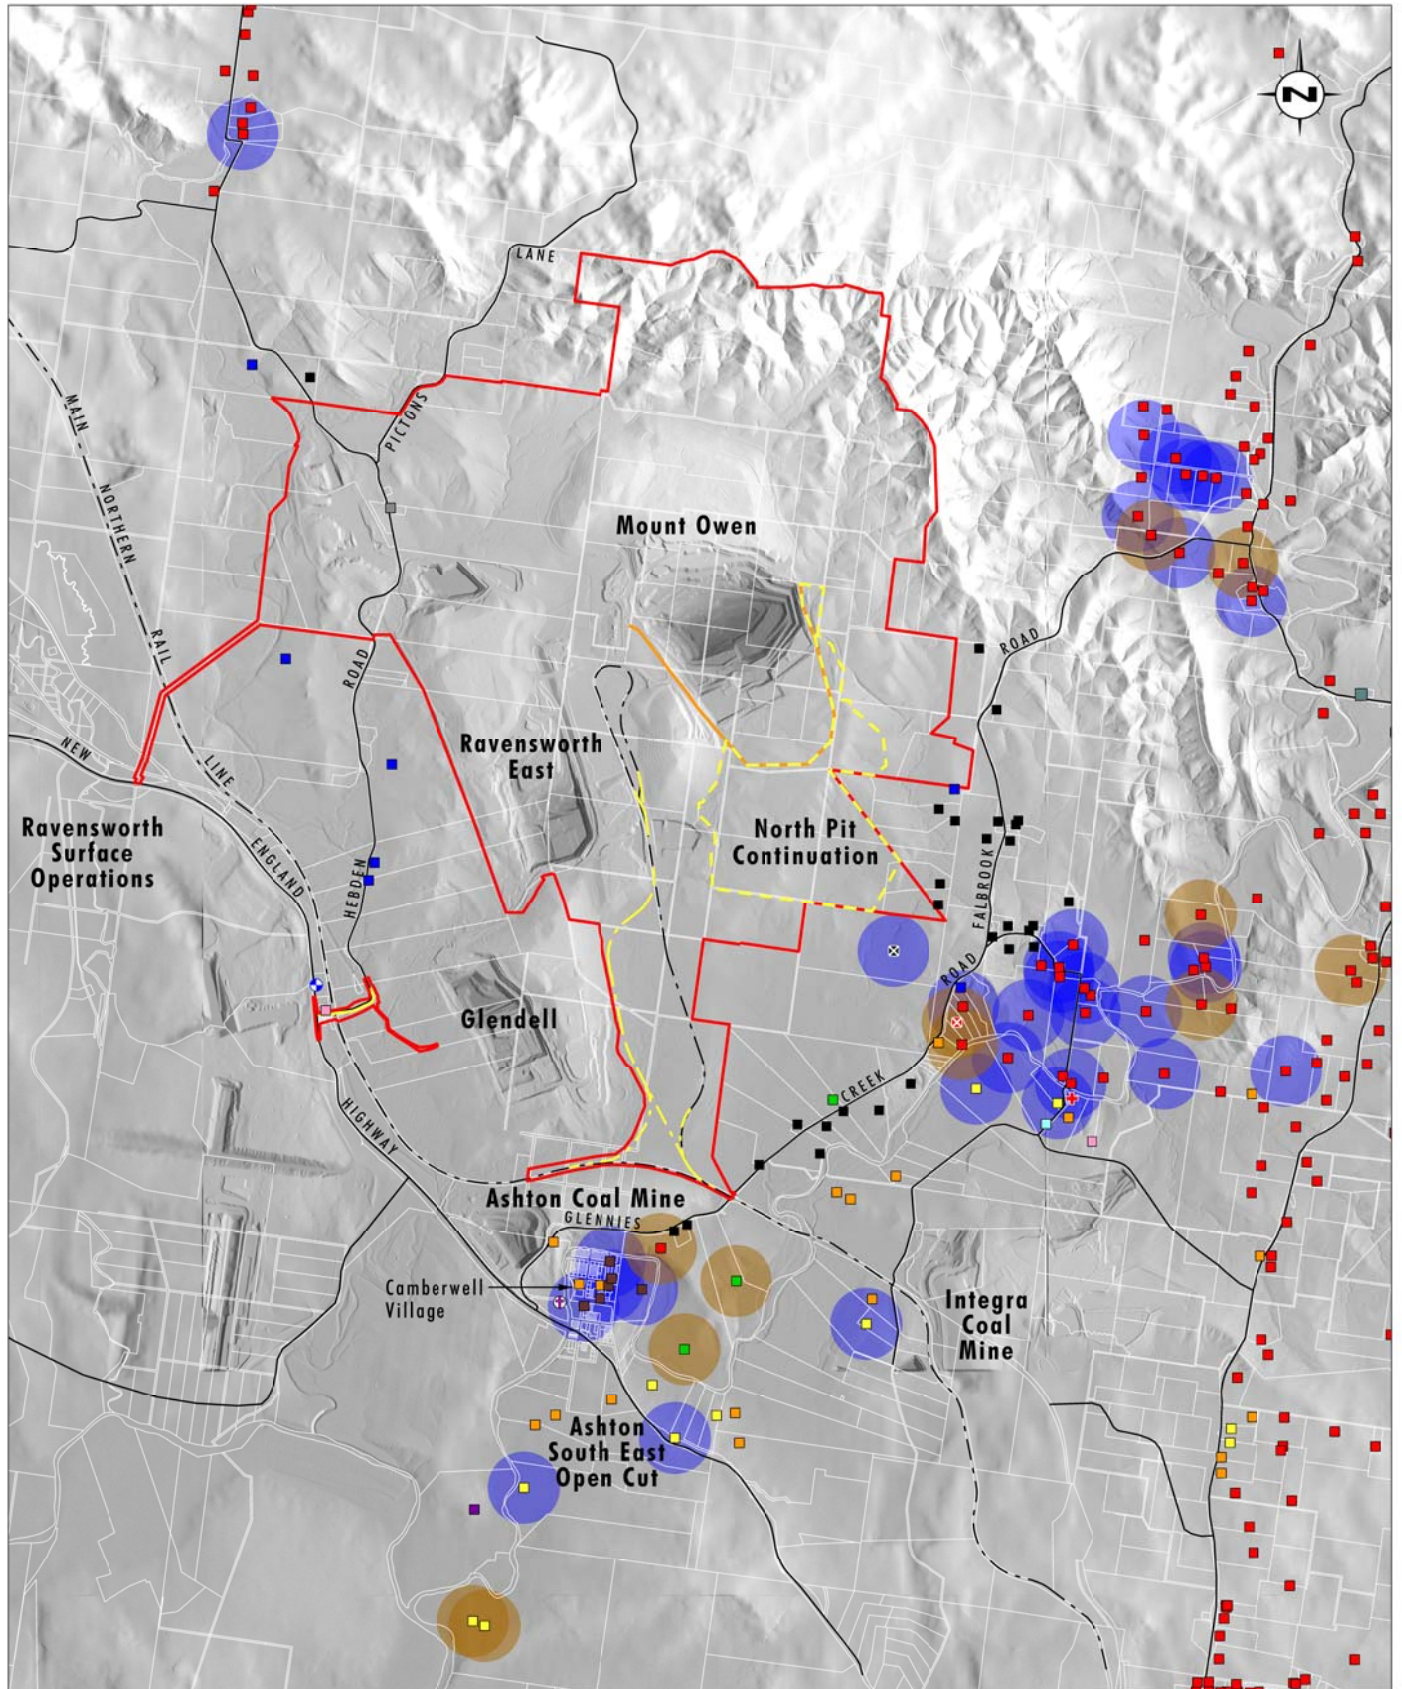 N
LANE
PICTONS
MAIN
NORTHERN
RAIL
LINE
Mount Owen
ROAD
ROAD
Ravensworth
East
NEW
ENGLAND
HIGHWAY
Ravensworth
Surface
Operations
HEBDEN
North Pit
Continuation
FALBROOK
ROAD
Glendell
CREEK
Ashton Coal Mine
GLENNIES
Camberwell
Village
Integra
Coal
Mine
Ashton
South East
Open Cut